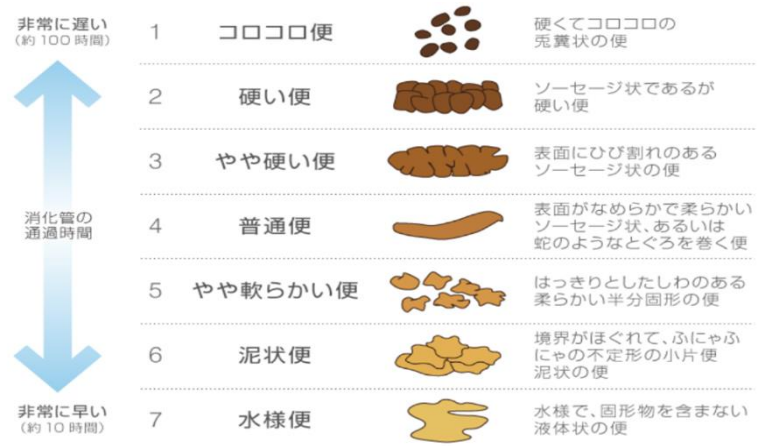 非常に遅い
（約100時間）
消化管の
通過時間
非常に早い
（約10時間）
1 コロコロ便 硬くてコロコロの
兎糞状の便
2 硬い便 ソーセージ状であるが
硬い便
3 やや硬い便 表面にひび割れのある
ソーセージ状の便
4 普通便 表面がなめらかで柔らかい
ソーセージ状、あるいは
蛇のようなとぐろを巻く便
5 やや軟らかい便 はっきりとしたしわのある
柔らかい半分固形の便
6 泥状便 境界がほぐれて、ふにゃふ
にゃの不定形の小片便
泥状の便
7 水様便 水様で、固形物を含まない
液体状の便